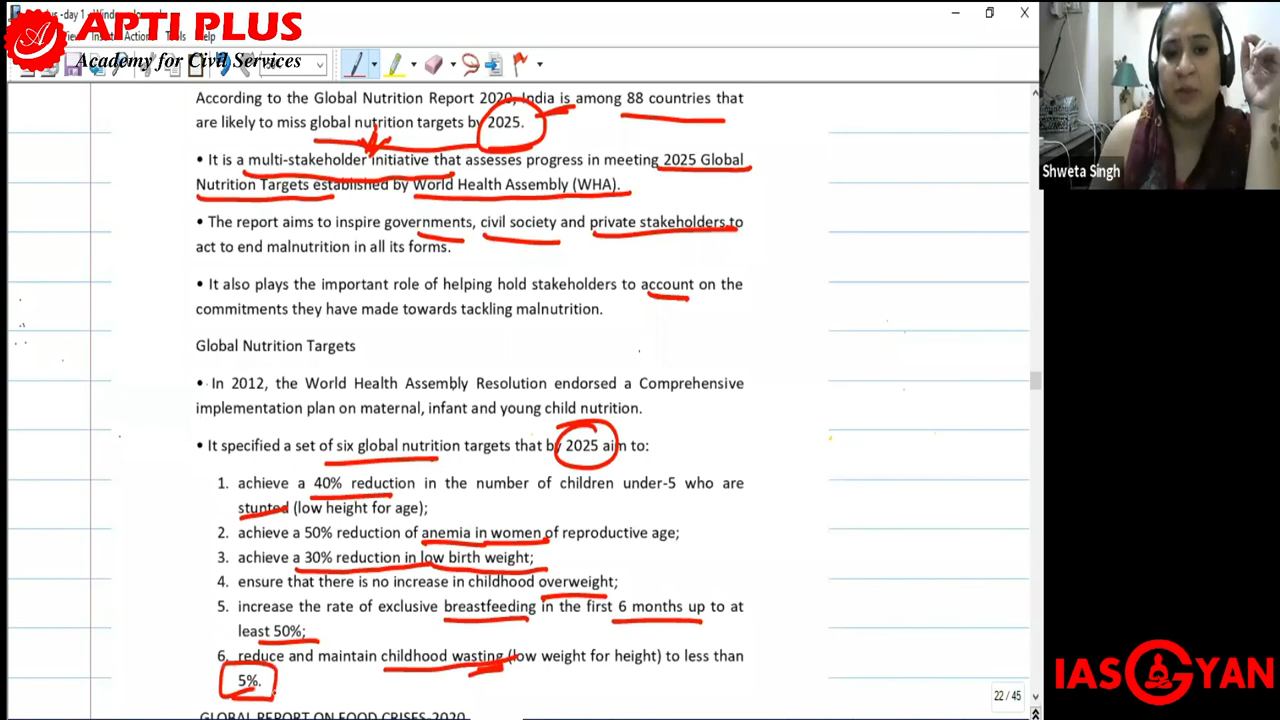 -day 1
APTI PLUS
Academy for Civil Services
Actions Tools Help
According to the Global Nutrition Report 2020, India is among 88 countries that
are likely to miss global nutrition targets by 2025.
• It is a multi-stakeholder initiative that assesses progress in meeting 2025 Global
Nutrition Targets established by World Health Assembly (WHA).
• The report aims to inspire governments, civil society and private stakeholders to
act to end malnutrition in all its forms.
• It also plays the important role of helping hold stakeholders to account on the
commitments they have made towards tackling malnutrition.
Global Nutrition Targets
• In 2012, the World Health Assembly Resolution endorsed a Comprehensive
implementation plan on maternal, infant and young child nutrition.
• It specified a set of six global nutrition targets that by 2025 aim to:
1. achieve a 40% reduction in the number of children under-5 who are
stunted (low height for age);
2. achieve a 50% reduction of anemia in women of reproductive age;
3. achieve a 30% reduction in low birth weight;
4. ensure that there is no increase in childhood overweight;
5. increase the rate of exclusive breastfeeding in the first 6 months up to at
least 50%;
6. reduce and maintain childhood wasting (low weight for height) to less than
5%.
GLOBAL REPORT ON FOOD CRISES-2020
22 / 45
Shweta Singh
IAS GYAN